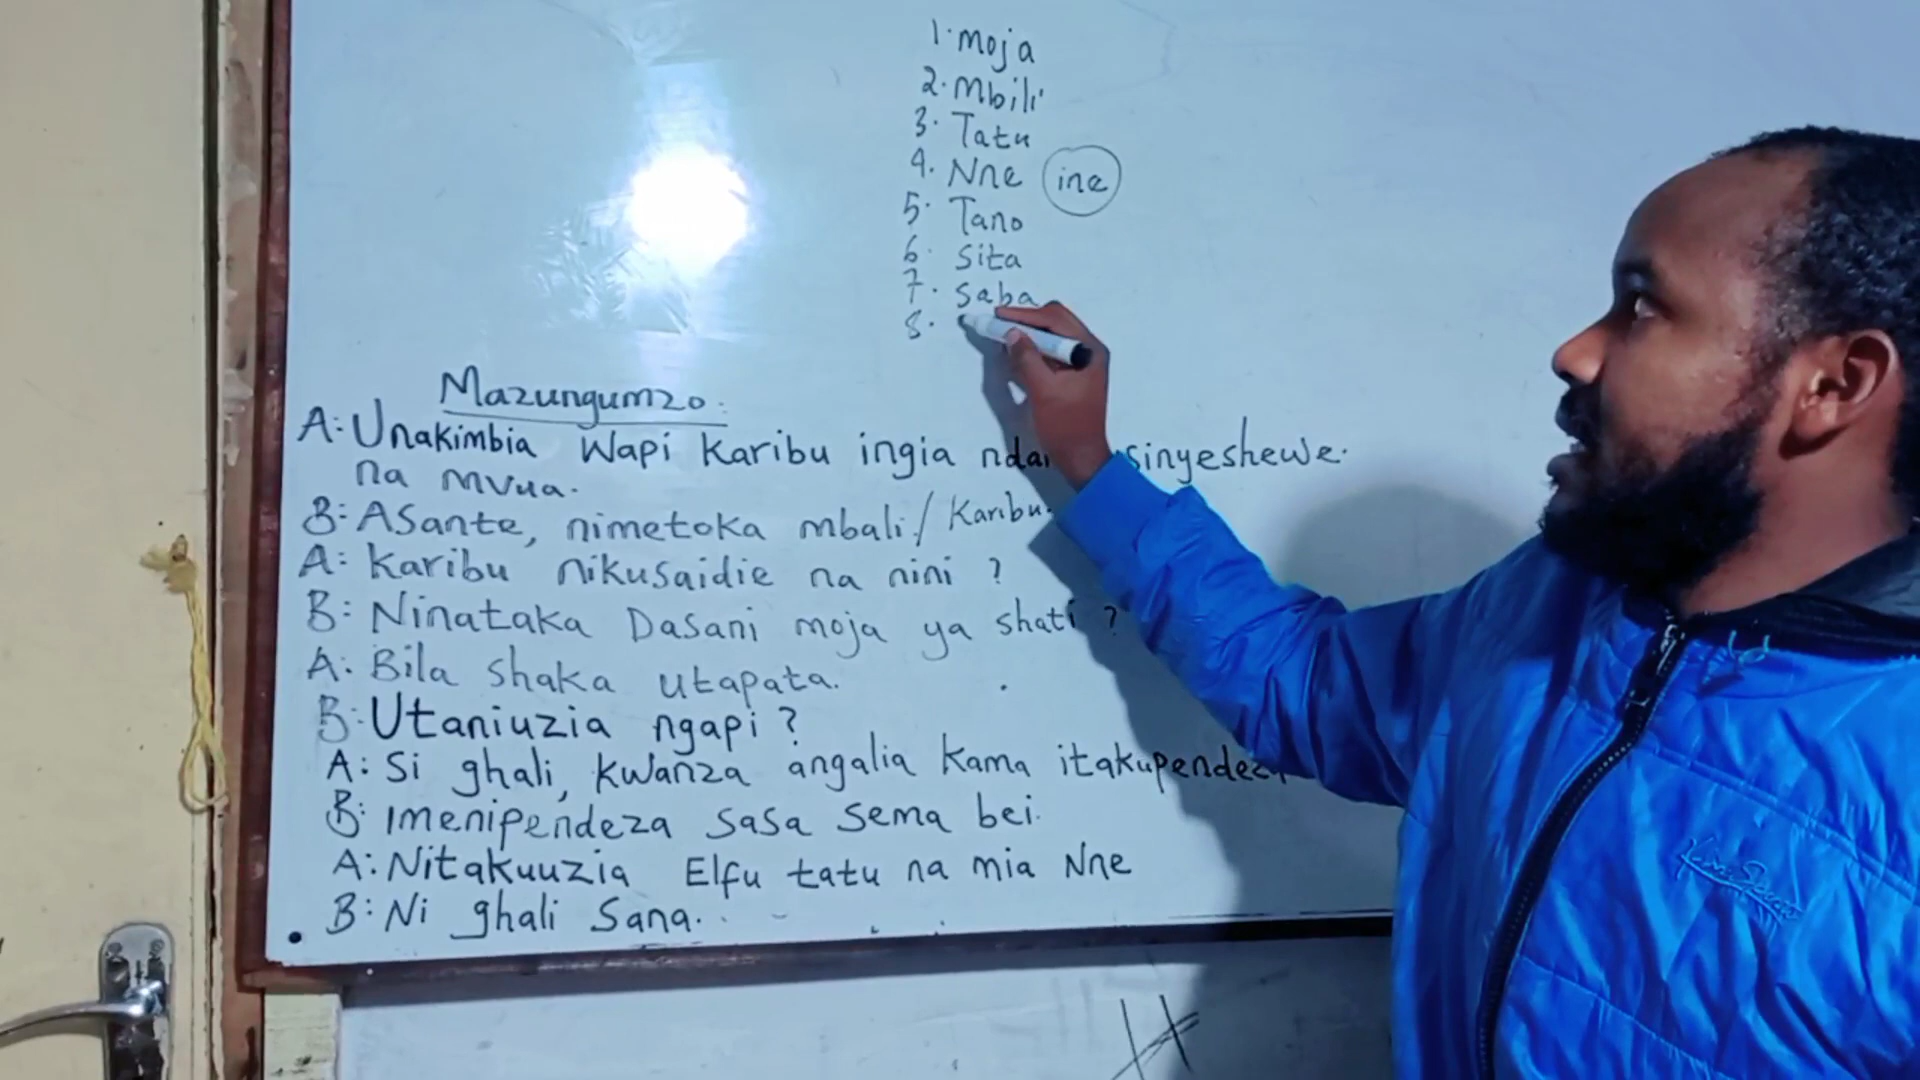 1. moja
2. Mbili
3. Tatu
4. Nne ine
5. Tano
6. Sita
7. Saba
8.
Mazungumzo:
A: Unakimbia Wapi Karibu ingia sinyeshewe.
na mvua.
B: Asante, nimetoka mbali / Karibu.
A: Karibu nikusaidie na nini ?
B: Ninataka Dasani moja ya shati ?
A: Bila shaka utapata.
B: Utaniuzia ngapi ?
A: Si ghali, Kwanza angalia Kama itakupendeza
B: Imenipendeza sasa sema bei.
A: Nitakuuzia Elfu tatu na mia Nne
B: Ni ghali Sana.